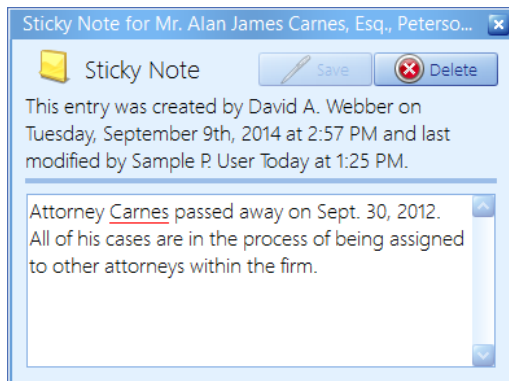 Sticky Note for Mr. Alan James Carnes, Esq., Peterso...
Sticky Note
Save
Delete
This entry was created by David A. Webber on
Tuesday, September 9th, 2014 at 2:57 PM and last
modified by Sample P. User Today at 1:25 PM.
Attorney Carnes passed away on Sept. 30, 2012.
All of his cases are in the process of being assigned
to other attorneys within the firm.